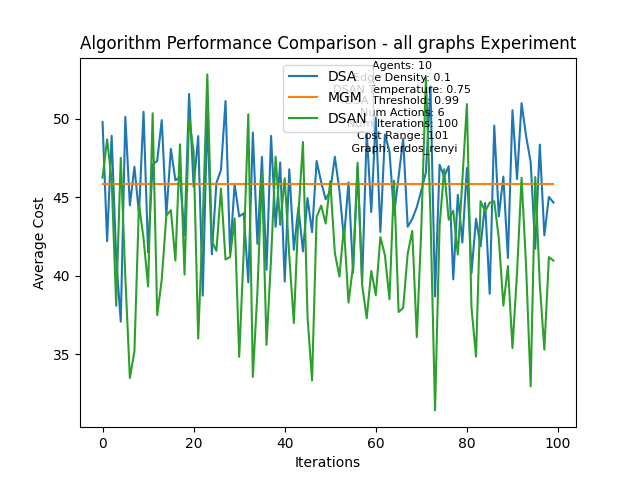 Algorithm Performance Comparison - all graphs Experiment
DSA
MGM
DSAN
Agents: 10
Edge Density: 0.1
DSAN Temperature: 0.75
Threshold: 0.99
Num Actions: 6
Iterations: 100
Cost Range: 101
Graph: erdos_renyi
Average Cost
50
45
40
35
0
20
40
60
80
100
Iterations